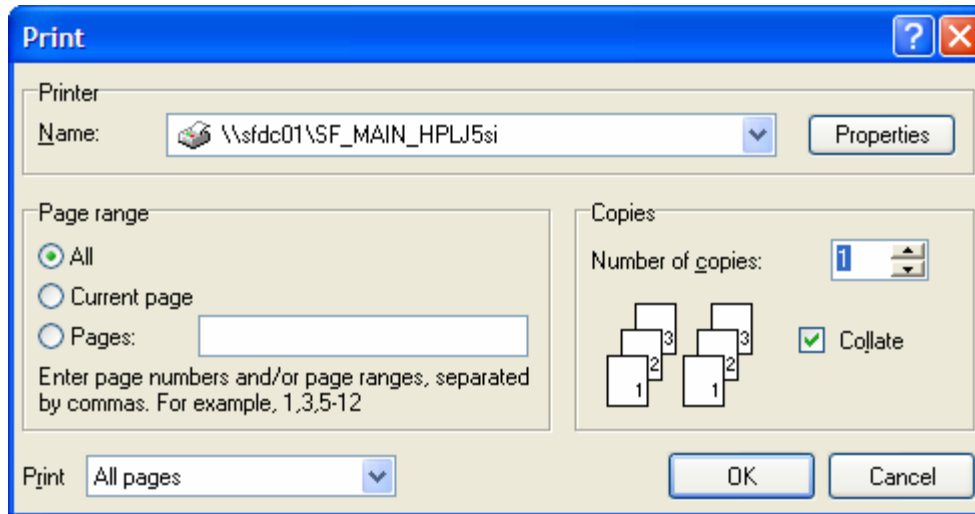 Print
Printer
Name: \\sfdc01\SF_MAIN_HPLJ5si Properties
Page range
All
Current page
Pages:
Enter page numbers and/or page ranges, separated
by commas. For example, 1,3,5-12
Copies
Number of copies: 1
3 3
2 2
1 1
Collate
Print All pages OK Cancel